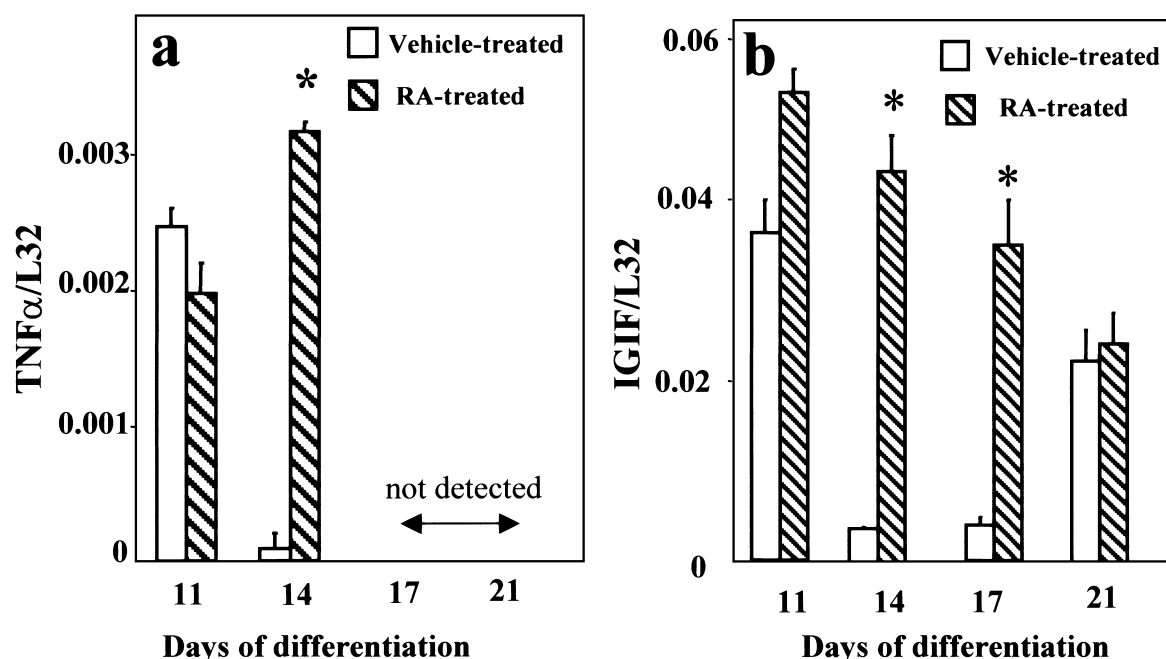 a
Vehicle-treated
RA-treated
*
TNFα/L32
0.003
0.002
0.001
0
not detected
11 14 17 21
Days of differentiation
b
Vehicle-treated
RA-treated
*
*
IGIF/L32
0.06
0.04
0.02
0
11 14 17 21
Days of differentiation